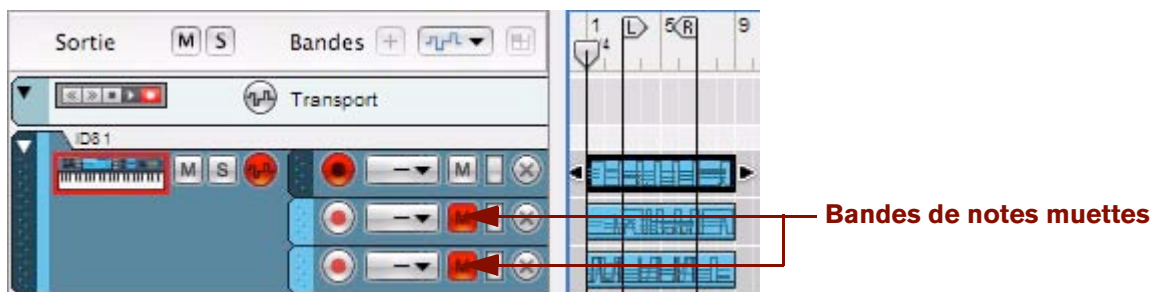 Sortie M S Bandes +
1 L 5 R 9
/4
Transport
ID8 1
M S — M
— M
— M
Bandes de notes muettes